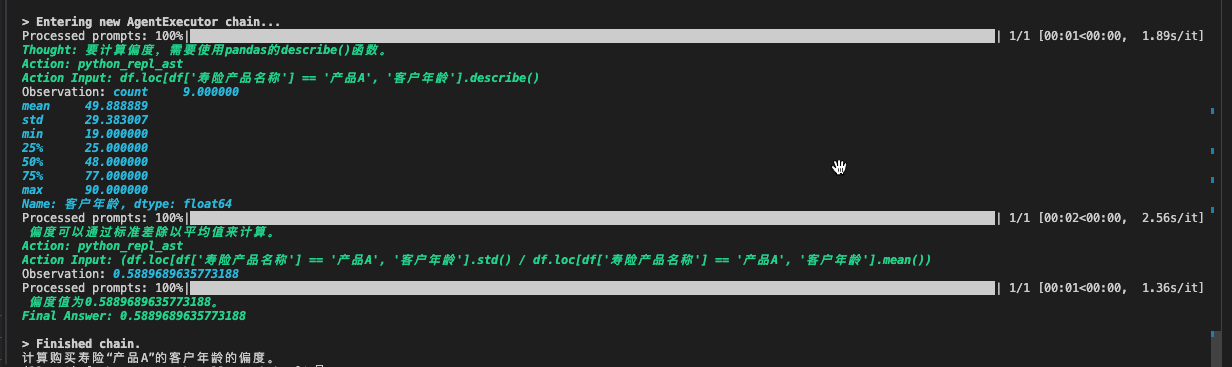 > Entering new AgentExecutor chain...
Processed prompts: 100%| | 1/1 [00:01<00:00, 1.89s/it]
Thought: 要计算偏度，需要使用pandas的describe()函数。
Action: python_repl_ast
Action Input: df.loc[df['寿险产品名称'] == '产品A', '客户年龄'].describe()
Observation: count 9.000000
mean 49.888889
std 29.383007
min 19.000000
25% 25.000000
50% 48.000000
75% 77.000000
max 90.000000
Name: 客户年龄, dtype: float64
Processed prompts: 100%| | 1/1 [00:02<00:00, 2.56s/it]
偏度可以通过标准差除以平均值来计算。
Action: python_repl_ast
Action Input: (df.loc[df['寿险产品名称'] == '产品A', '客户年龄'].std() / df.loc[df['寿险产品名称'] == '产品A', '客户年龄'].mean())
Observation: 0.5889689635773188
Processed prompts: 100%| | 1/1 [00:01<00:00, 1.36s/it]
偏度值为0.5889689635773188。
Final Answer: 0.5889689635773188
> Finished chain.
计算购买寿险“产品A”的客户年龄的偏度。